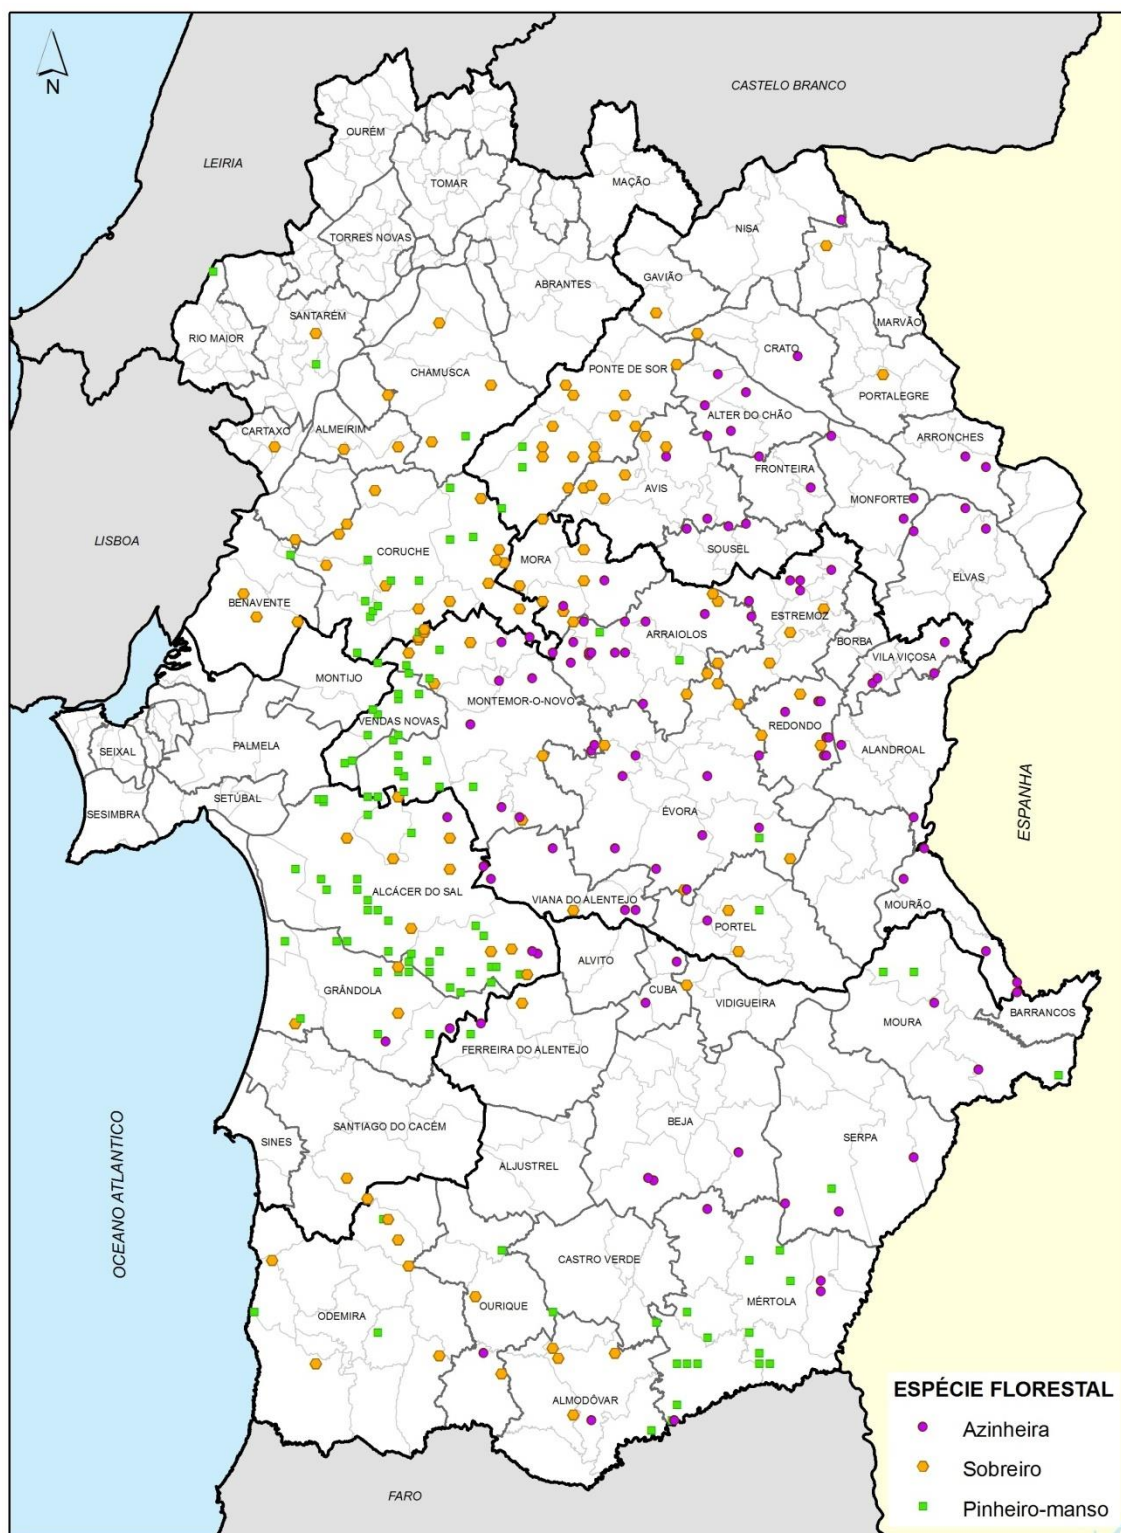 N
CASTELO BRANCO
OURÉM
LEIRIA
TOMAR
MAÇÃO
NISA
TORRES NOVAS
GAVIÃO
ABRANTES
SANTARÉM
MARVÃO
RIO MAIOR
CRATO
CHAMUSCA
PONTE DE SOR
PORTALEGRE
ALTER DO CHÃO
CARTAXO
ALMEIRIM
ARRONCHES
FRONTEIRA
AVIS
MONFORTE
LISBOA
CORUCHE
SOUSEL
MORA
ELVAS
BENAVENTE
ESTREMOZ
ARRAIOLOS
BORBA
VILA VIÇOSA
MONTIJO
MONTEMOR-O-NOVO
VENDAS NOVAS
REDONDO
PALMELA
SEIXAL
ALANDROAL
SETÚBAL
SESIMBRA
ÉVORA
ESPANHA
ALCÁCER DO SAL
VIANA DO ALENTEJO
MOURÃO
PORTEL
ALVITO
GRÂNDOLA
CUBA
VIDIGUEIRA
BARRANCOS
MOURA
FERREIRA DO ALENTEJO
SANTIAGO DO CACÉM
BEJA
SERPA
SINES
ALJUSTREL
OCEANO ATLANTICO
CASTRO VERDE
MÉRTOLA
OURIQUE
ODEMIRA
ALMODÔVAR
FARO
ESPÉCIE FLORESTAL
Azinheira
Sobreiro
Pinheiro-manso